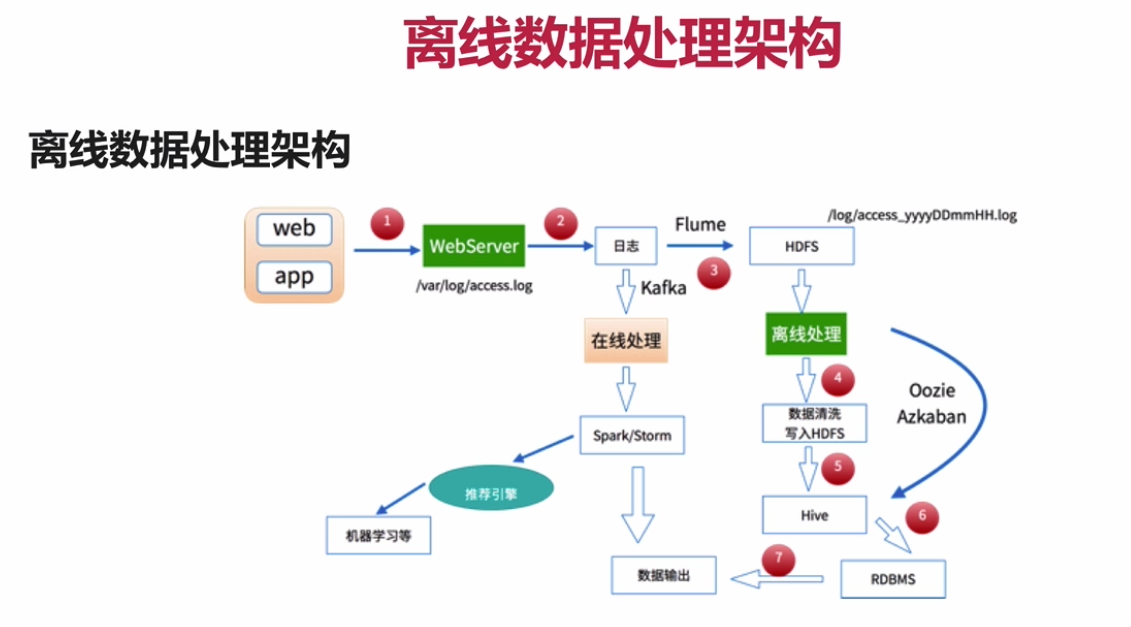 离线数据处理架构
离线数据处理架构
/log/access_yyyyDDmmHH.log
web
1
2
Flume
WebServer
日志
HDFS
app
/var/log/access.log
Kafka
3
在线处理
离线处理
4
Oozie
Azkaban
数据清洗
写入HDFS
Spark/Storm
5
推荐引擎
Hive
6
机器学习等
7
数据输出
RDBMS